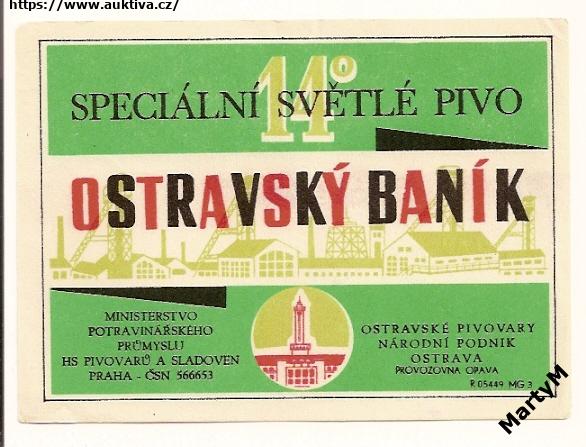 https://www.auktiva.cz/
14°
SPECIÁLNÍ SVĚTLÉ PIVO
OSTRAVSKÝ BANÍK
MINISTERSTVO
POTRAVINÁŘSKÉHO
PRŮMYSLU
HS PIVOVARŮ A SLADOVEN
PRAHA - ČSN 566653
OSTRAVSKÉ PIVOVARY
NÁRODNÍ PODNIK
OSTRAVA
PROVOZOVNA OPAVA
R 05449 MG 3
MartyM